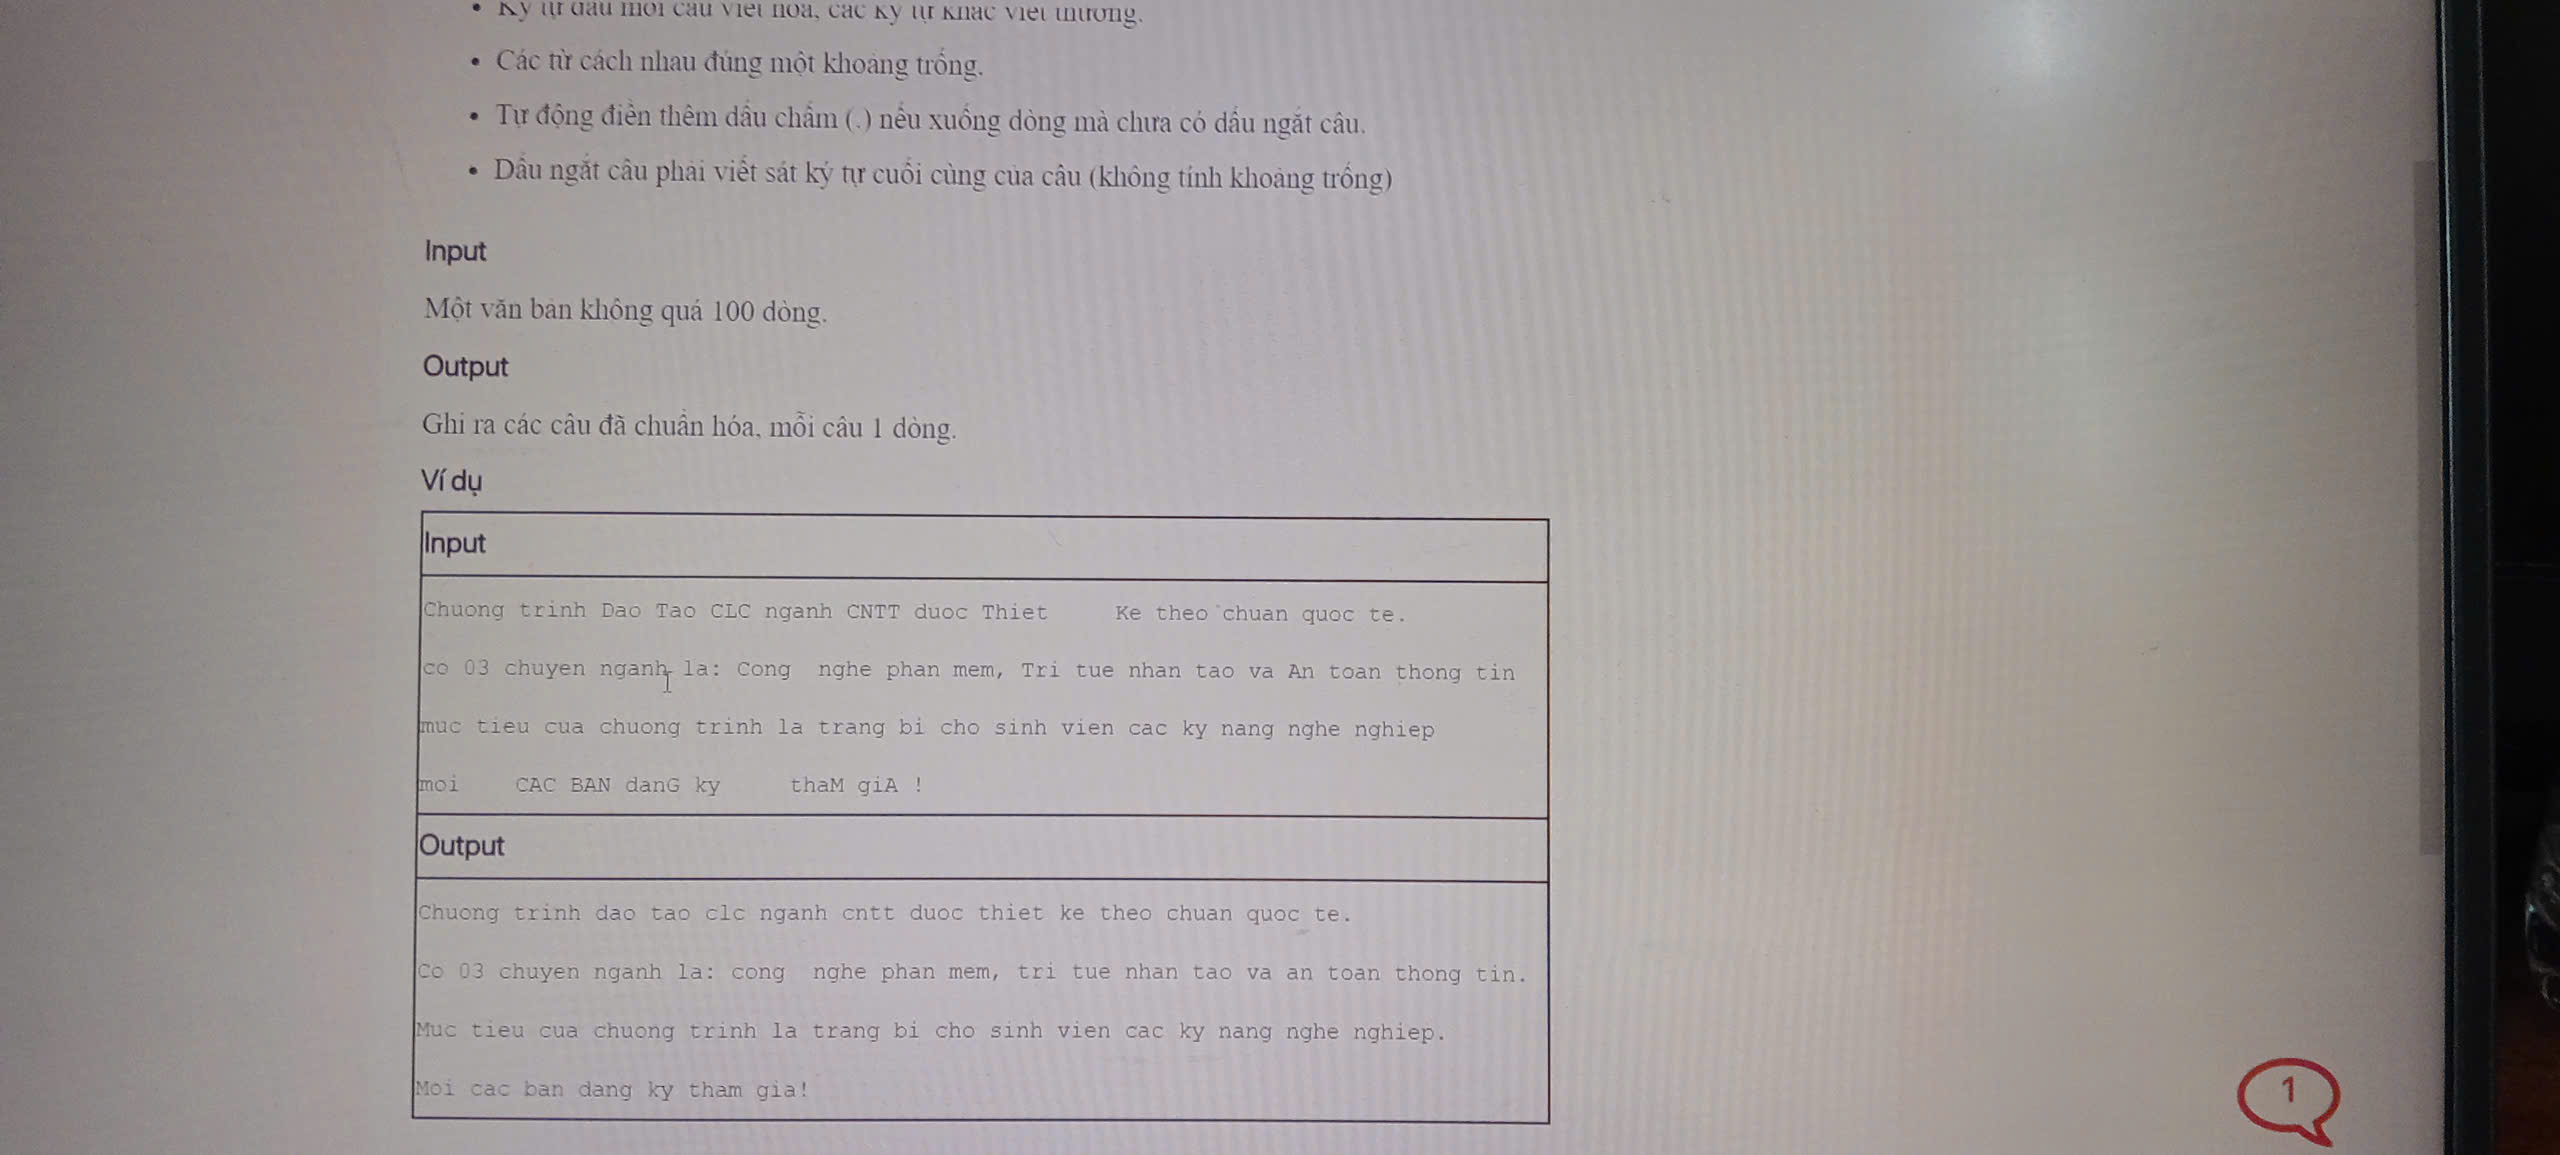 Ký tự đầu mỗi câu viết hoa, các ký tự khác viết thường.
Các từ cách nhau đúng một khoảng trống.
Tự động điền thêm dấu chấm (.) nếu xuống dòng mà chưa có dấu ngắt câu.
Dấu ngắt câu phải viết sát ký tự cuối cùng của câu (không tính khoảng trống)
Input
Một văn bản không quá 100 dòng.
Output
Ghi ra các câu đã chuẩn hóa, mỗi câu 1 dòng.
Ví dụ
Input
Chuong trinh Dao Tao CLC nganh CNTT duoc Thiet     Ke theo chuan quoc te.
co 03 chuyen nganh la: Cong  nghe phan mem, Tri tue nhan tao va An toan thong tin
muc tieu cua chuong trinh la trang bi cho sinh vien cac ky nang nghe nghiep
moi    CAC BAN danG ky     thaM giA !
Output
Chuong trinh dao tao clc nganh cntt duoc thiet ke theo chuan quoc te.
Co 03 chuyen nganh la: cong  nghe phan mem, tri tue nhan tao va an toan thong tin.
Muc tieu cua chuong trinh la trang bi cho sinh vien cac ky nang nghe nghiep.
Moi cac ban dang ky tham gia!
1